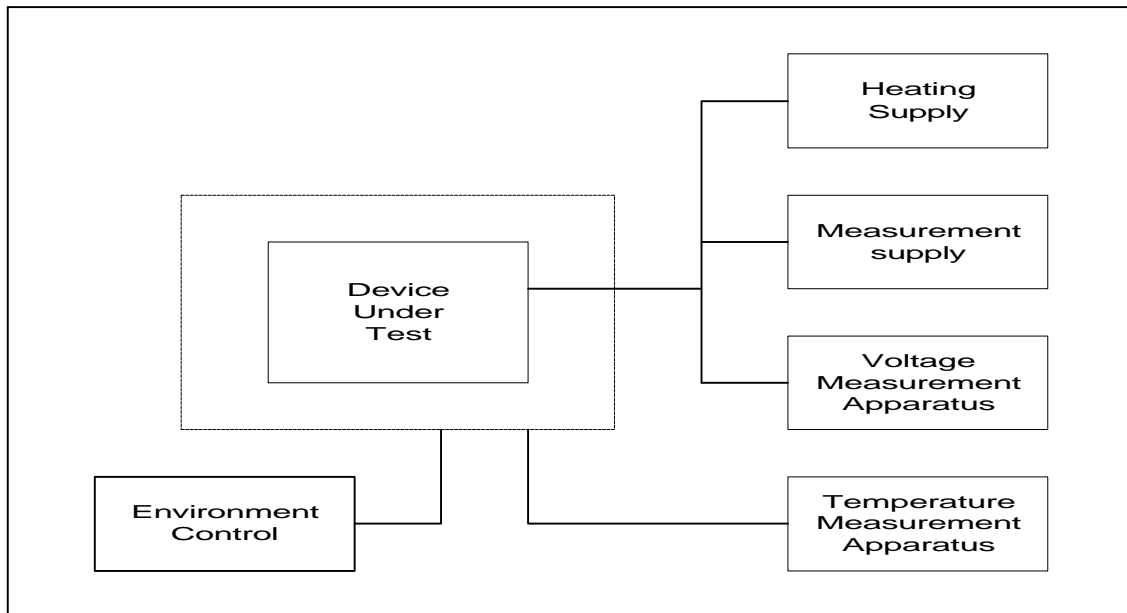 Heating
Supply
Measurement
supply
Device
Under
Test
Voltage
Measurement
Apparatus
Environment
Control
Temperature
Measurement
Apparatus